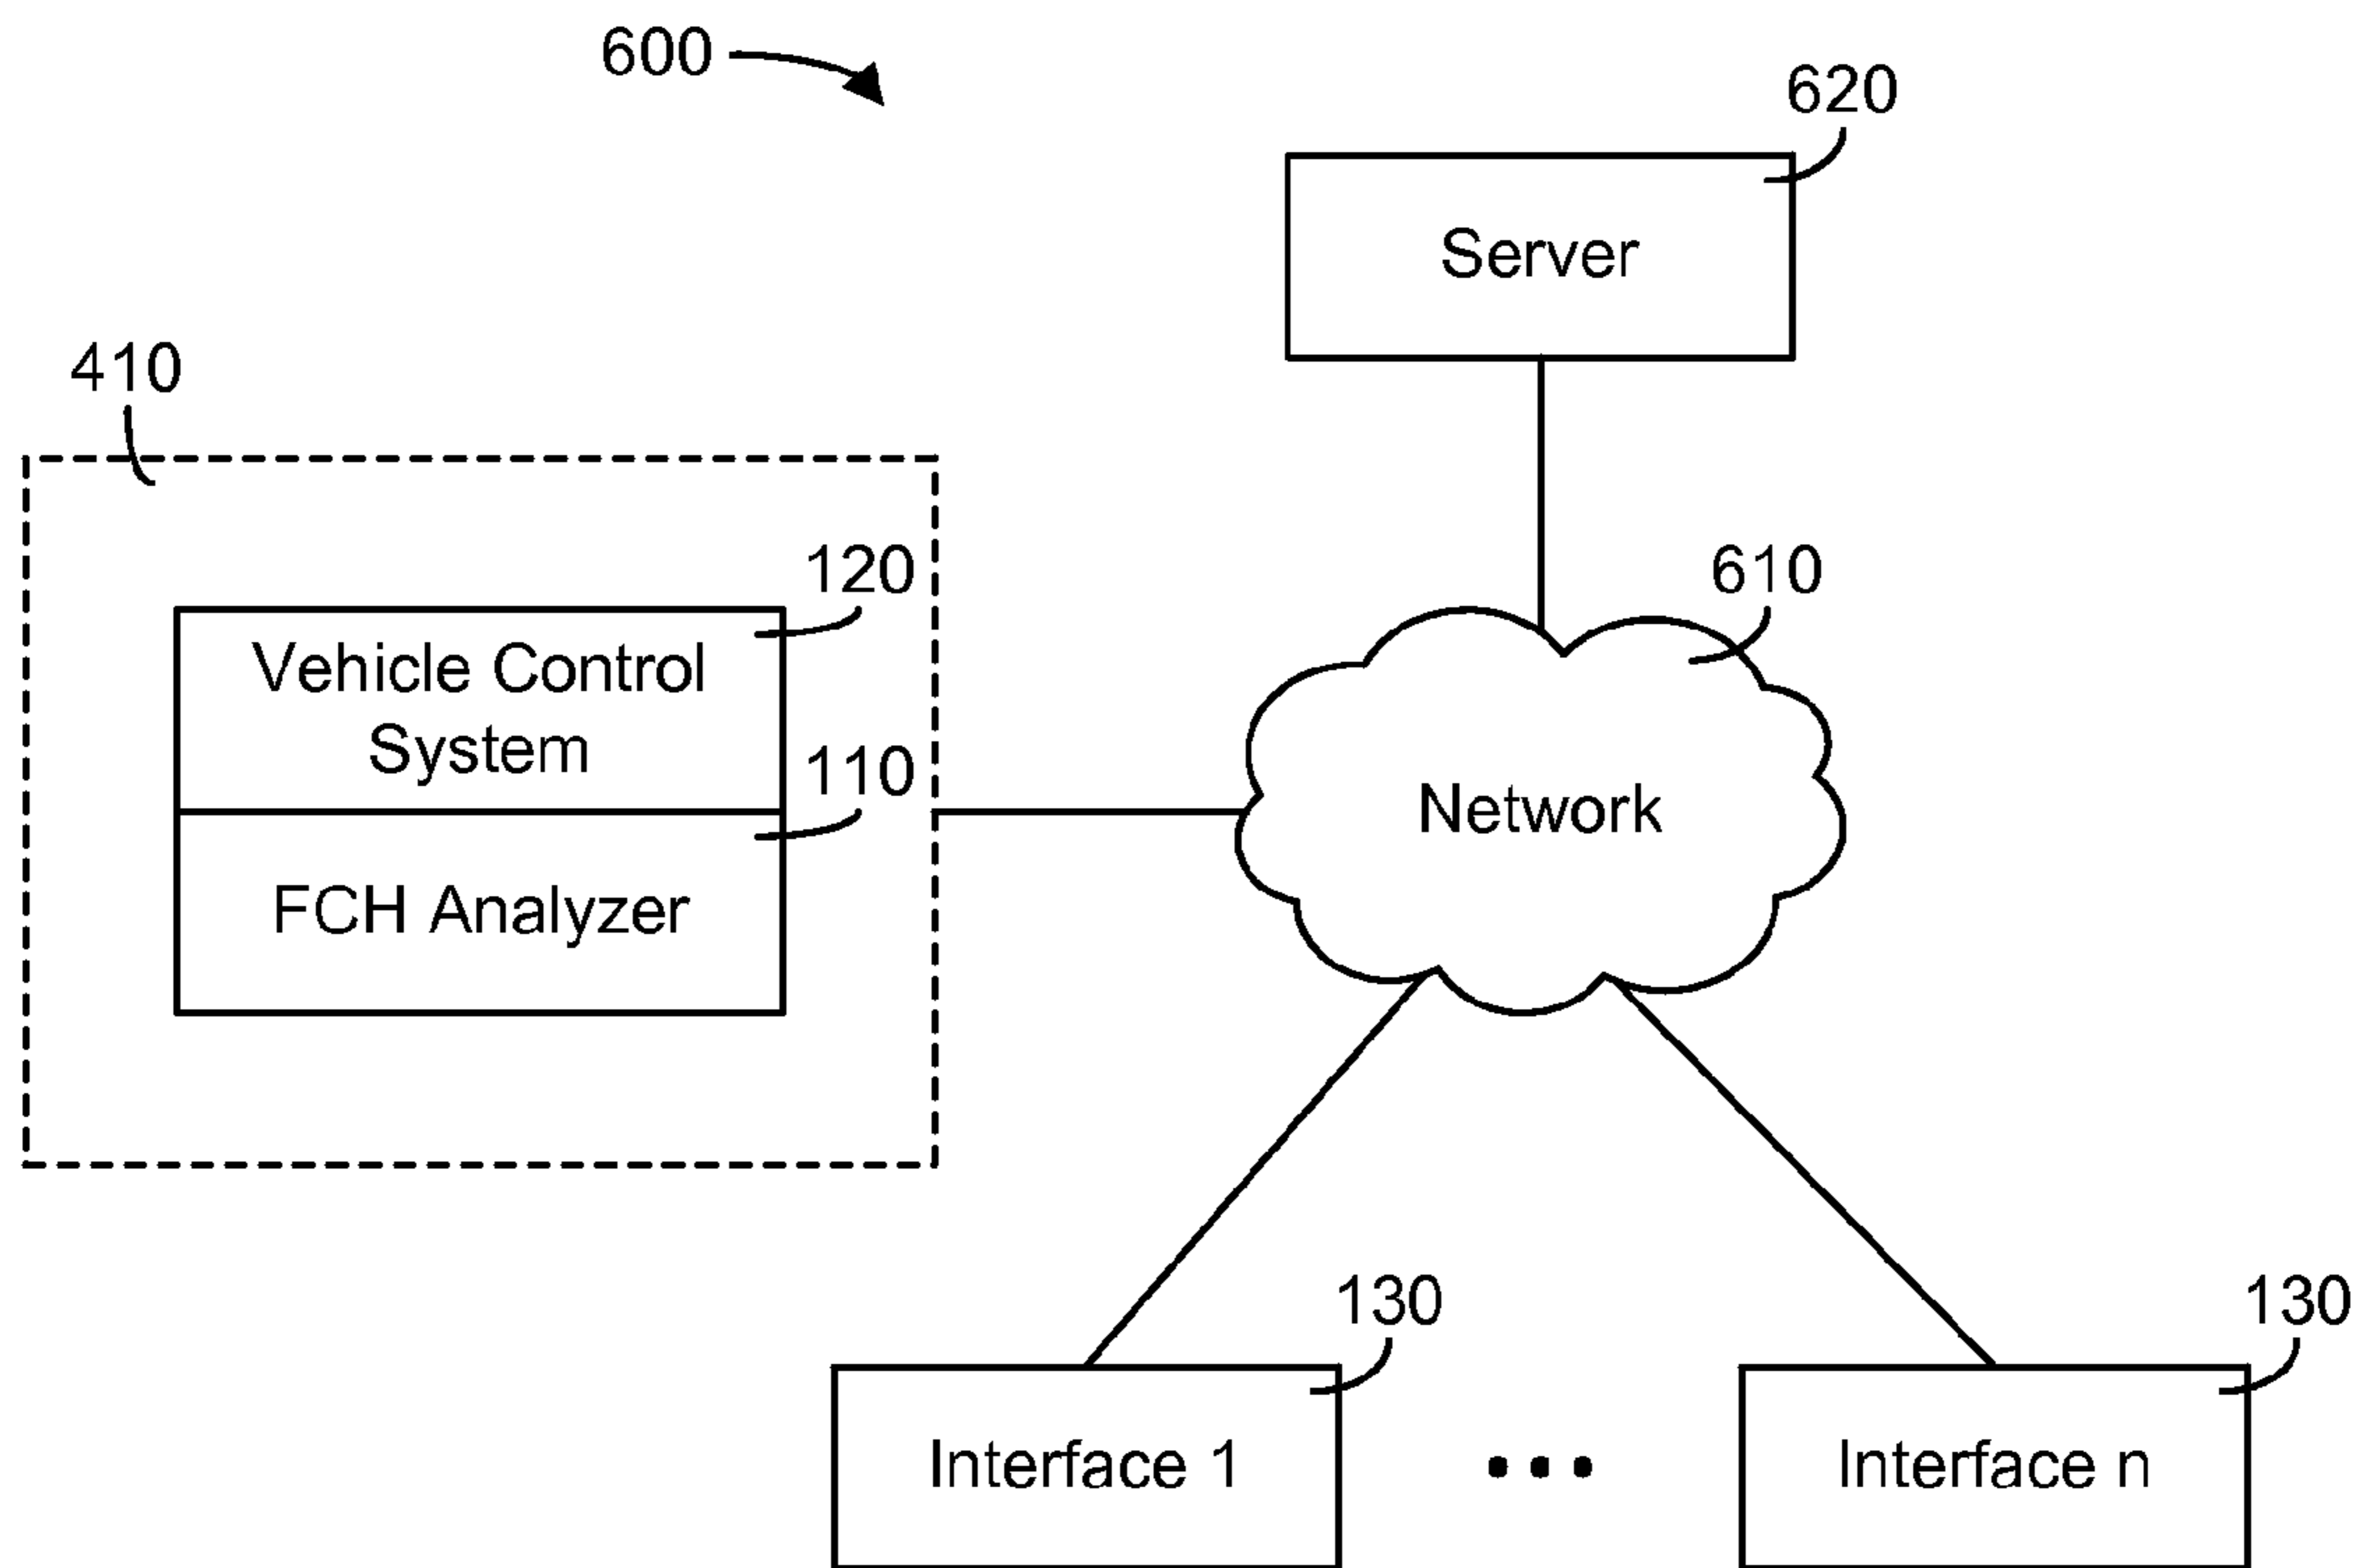 600
620
Server
410
120
610
Vehicle Control
System
110
Network
FCH Analyzer
130
130
Interface 1
...
Interface n